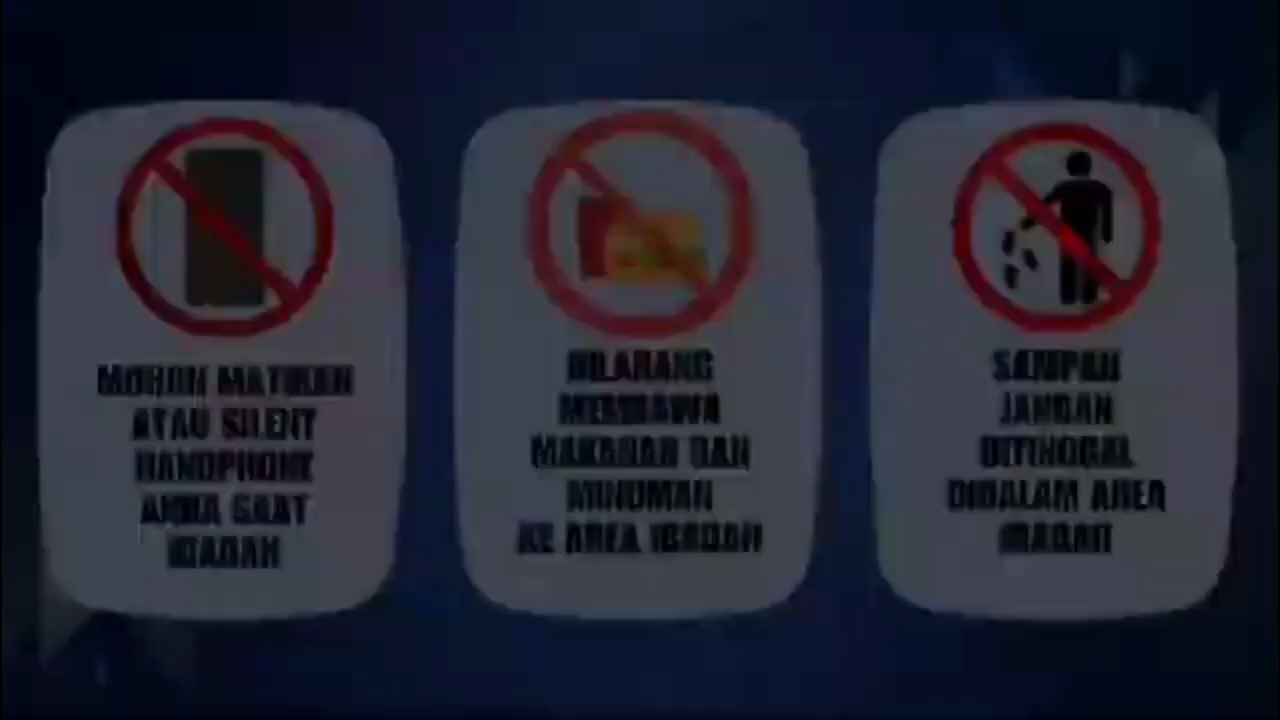 MOHON MATIKAN
ATAU SILENT
HANDPHONE
ANDA SAAT
IBADAH
DILARANG
MEMBAWA
MAKANAN DAN
MINUMAN
KE AREA IBADAH
SAMPAH
JANGAN
DITINGGAL
DIDALAM AREA
IBADAH